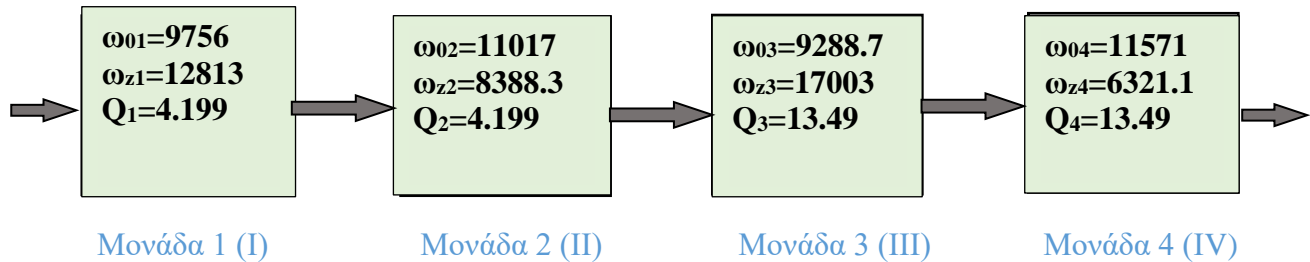 ω01=9756
ωz1=12813
Q1=4.199
ω02=11017
ωz2=8388.3
Q2=4.199
ω03=9288.7
ωz3=17003
Q3=13.49
ω04=11571
ωz4=6321.1
Q4=13.49
Μονάδα 1 (I)
Μονάδα 2 (II)
Μονάδα 3 (III)
Μονάδα 4 (IV)